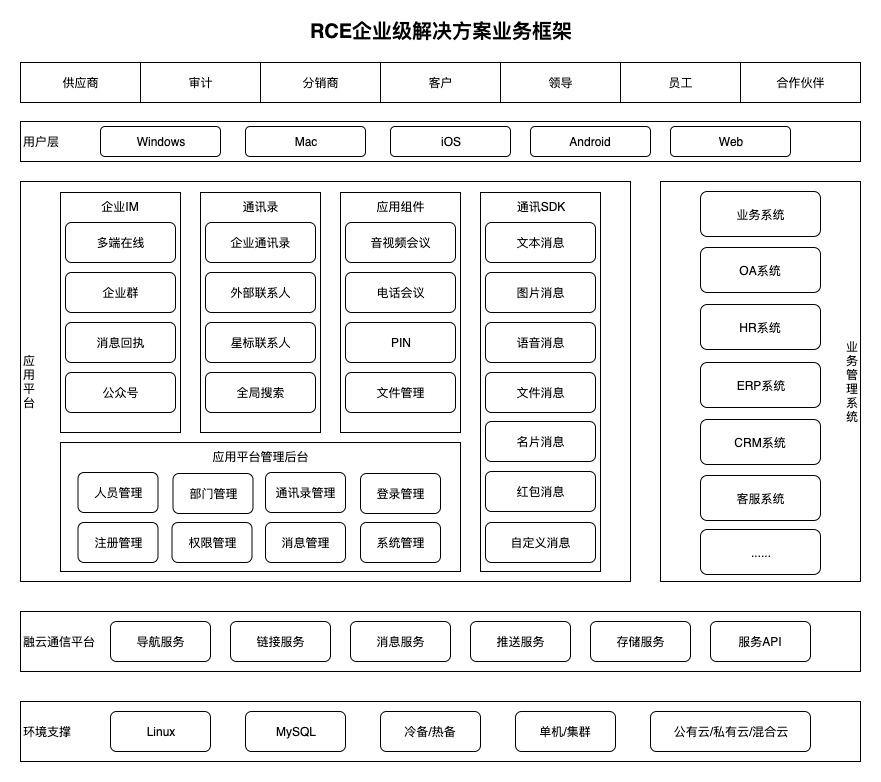 RCE企业级解决方案业务框架
供应商 审计 分销商 客户 领导 员工 合作伙伴
用户层 Windows Mac iOS Android Web
应用平台
企业IM
多端在线
企业群
消息回执
公众号
通讯录
企业通讯录
外部联系人
星标联系人
全局搜索
应用组件
音视频会议
电话会议
PIN
文件管理
通讯SDK
文本消息
图片消息
语音消息
文件消息
名片消息
红包消息
自定义消息
应用平台管理后台
人员管理 部门管理 通讯录管理 登录管理
注册管理 权限管理 消息管理 系统管理
业务系统
OA系统
HR系统
ERP系统
CRM系统
客服系统
......
业务管理系统
融云通信平台 导航服务 链接服务 消息服务 推送服务 存储服务 服务API
环境支撑 Linux MySQL 冷备/热备 单机/集群 公有云/私有云/混合云